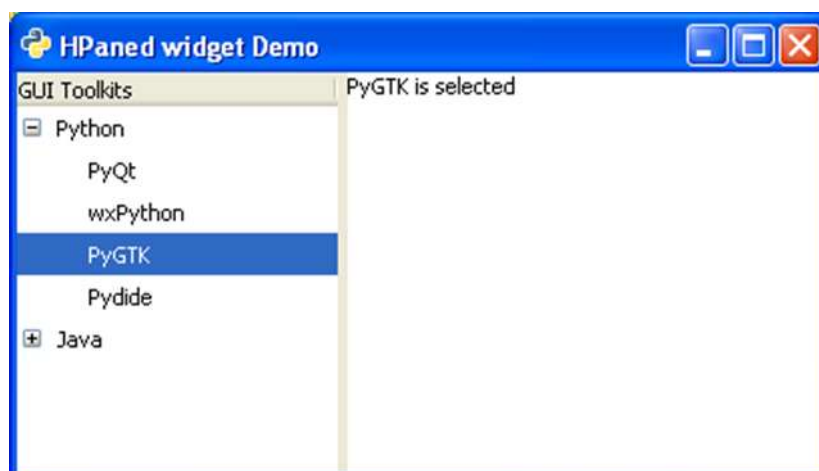 HPaned widget Demo
GUI Toolkits
Python
PyQt
wxPython
PyGTK
Pydide
Java
PyGTK is selected